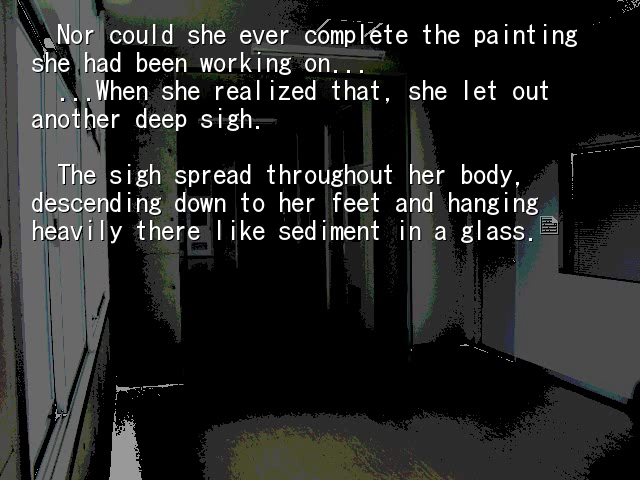 Nor could she ever complete the painting
she had been working on...
...When she realized that, she let out
another deep sigh.
The sigh spread throughout her body,
descending down to her feet and hanging
heavily there like sediment in a glass.